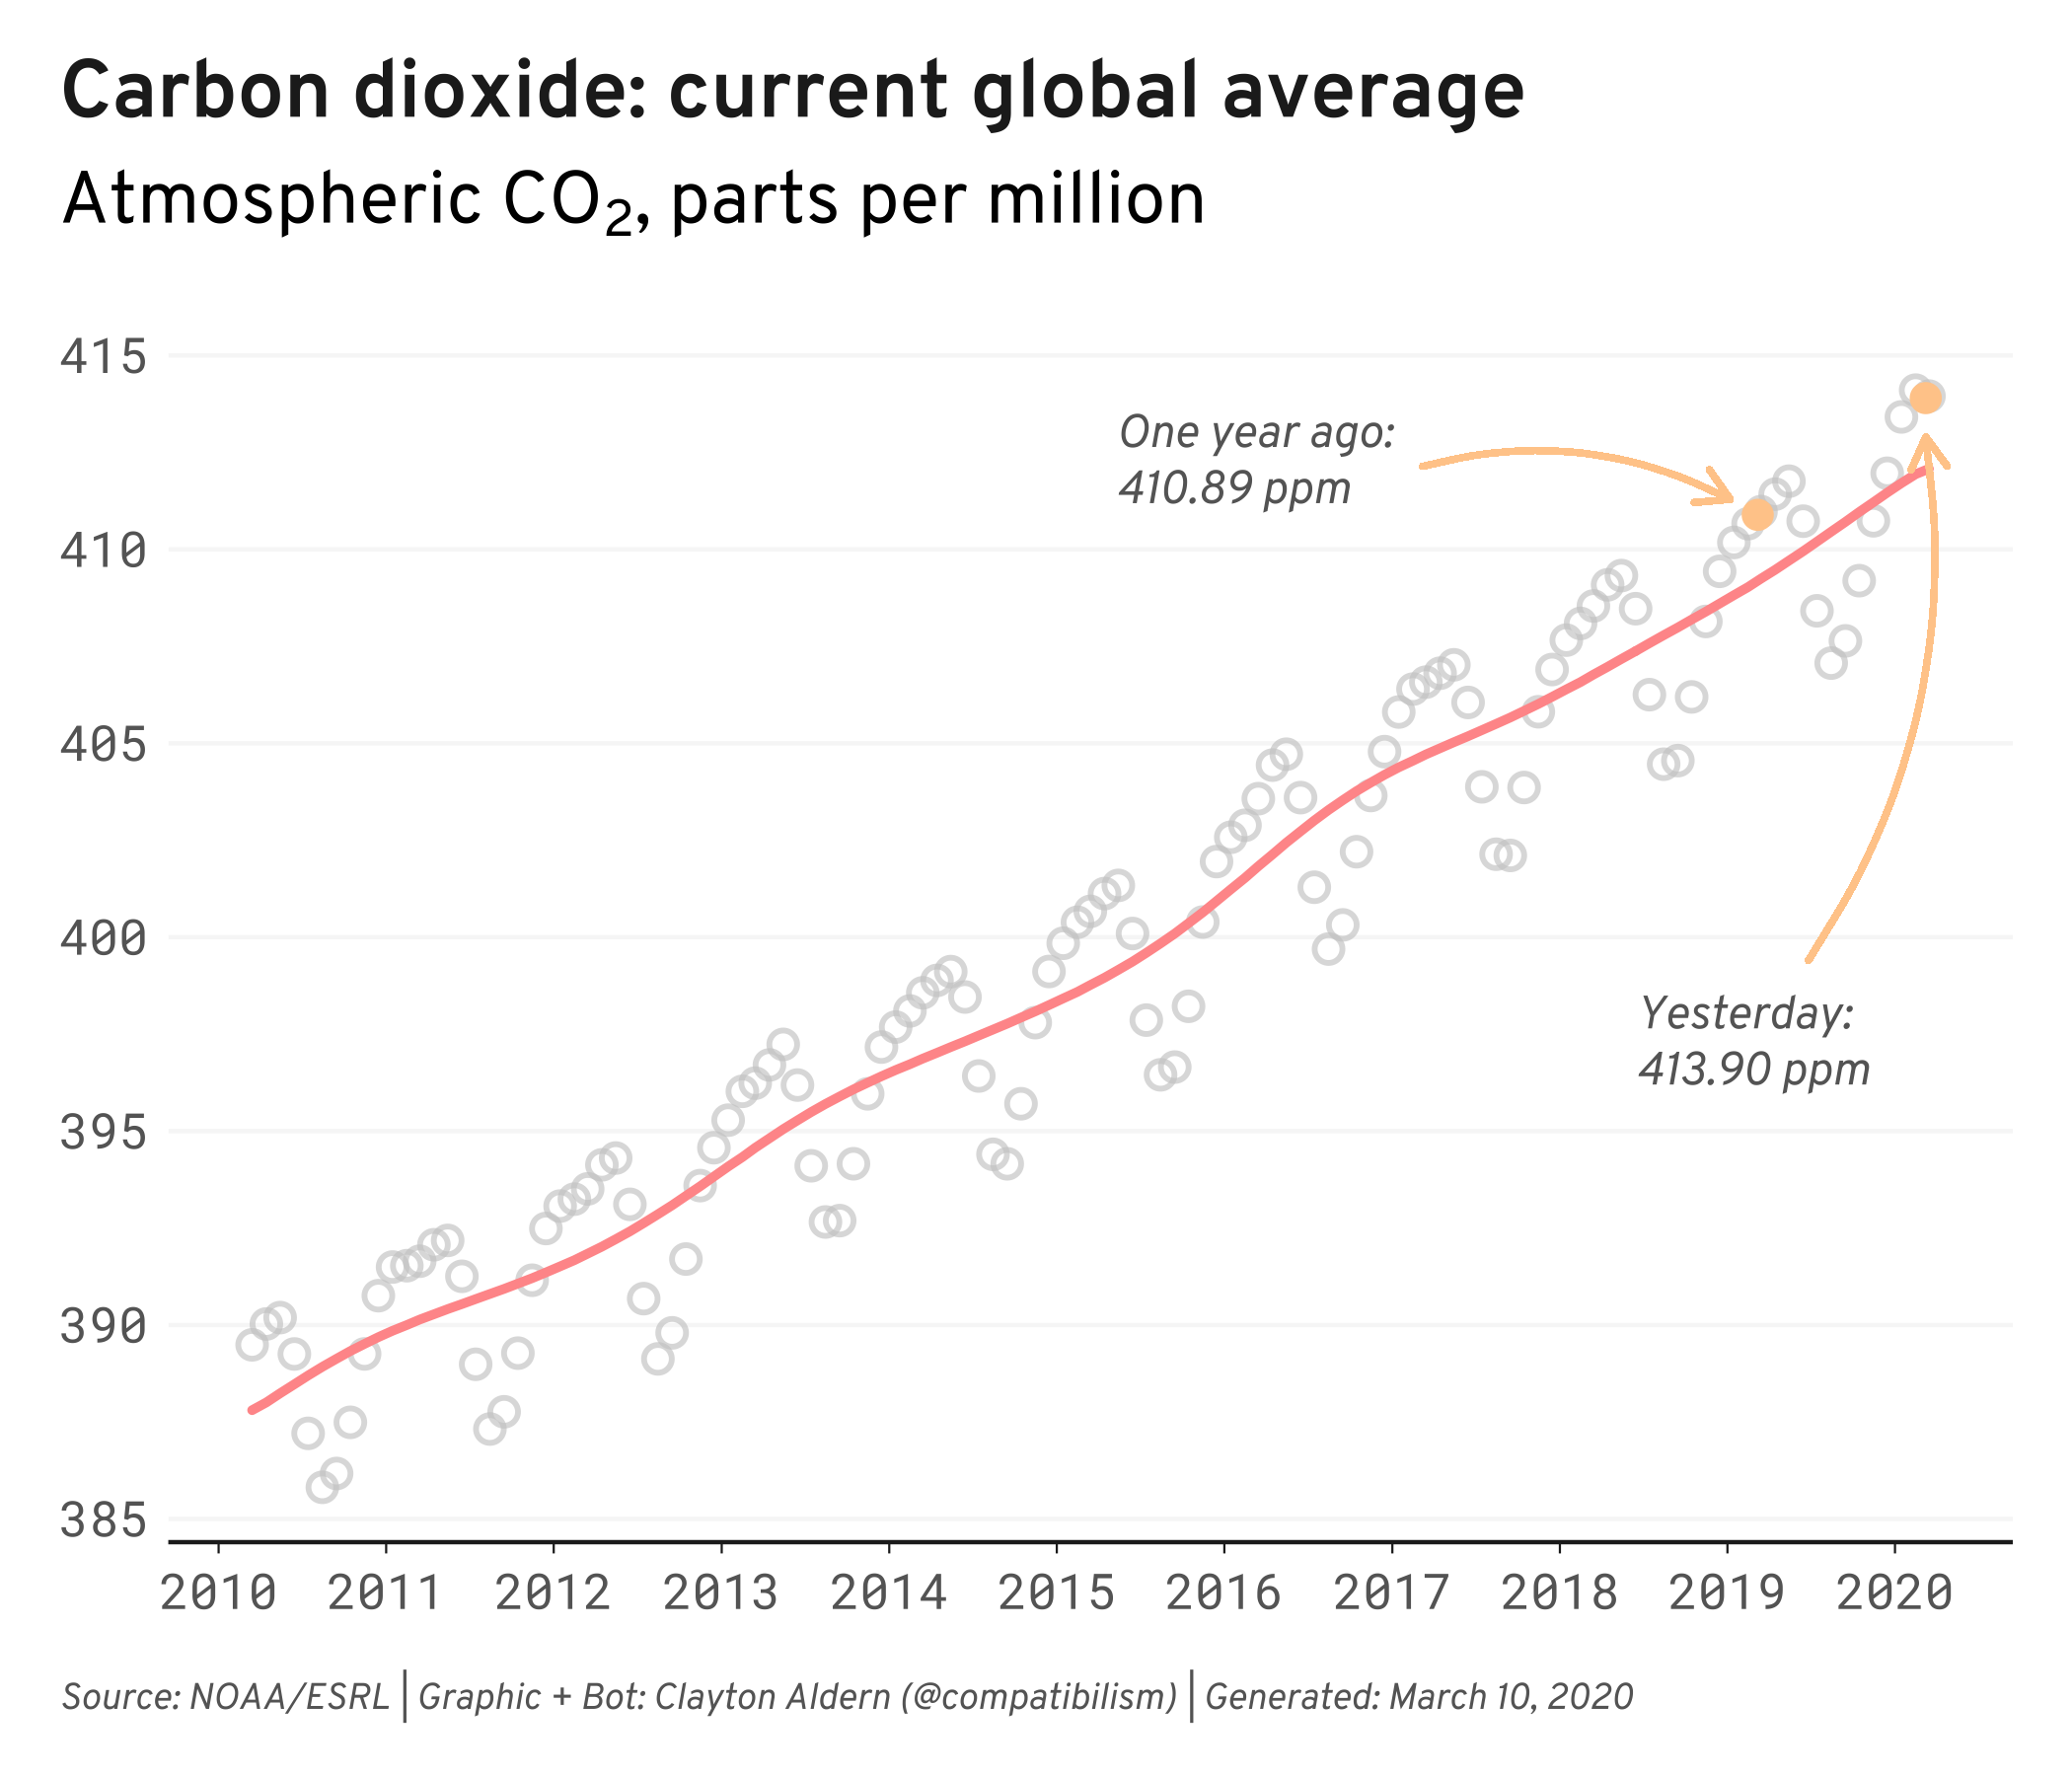 Carbon dioxide: current global average
Atmospheric CO₂, parts per million
415
One year ago:
410.89 ppm
410
405
400
Yesterday:
413.90 ppm
395
390
385
2010 2011 2012 2013 2014 2015 2016 2017 2018 2019 2020
Source: NOAA/ESRL | Graphic + Bot: Clayton Aldern (@compatibilism) | Generated: March 10, 2020